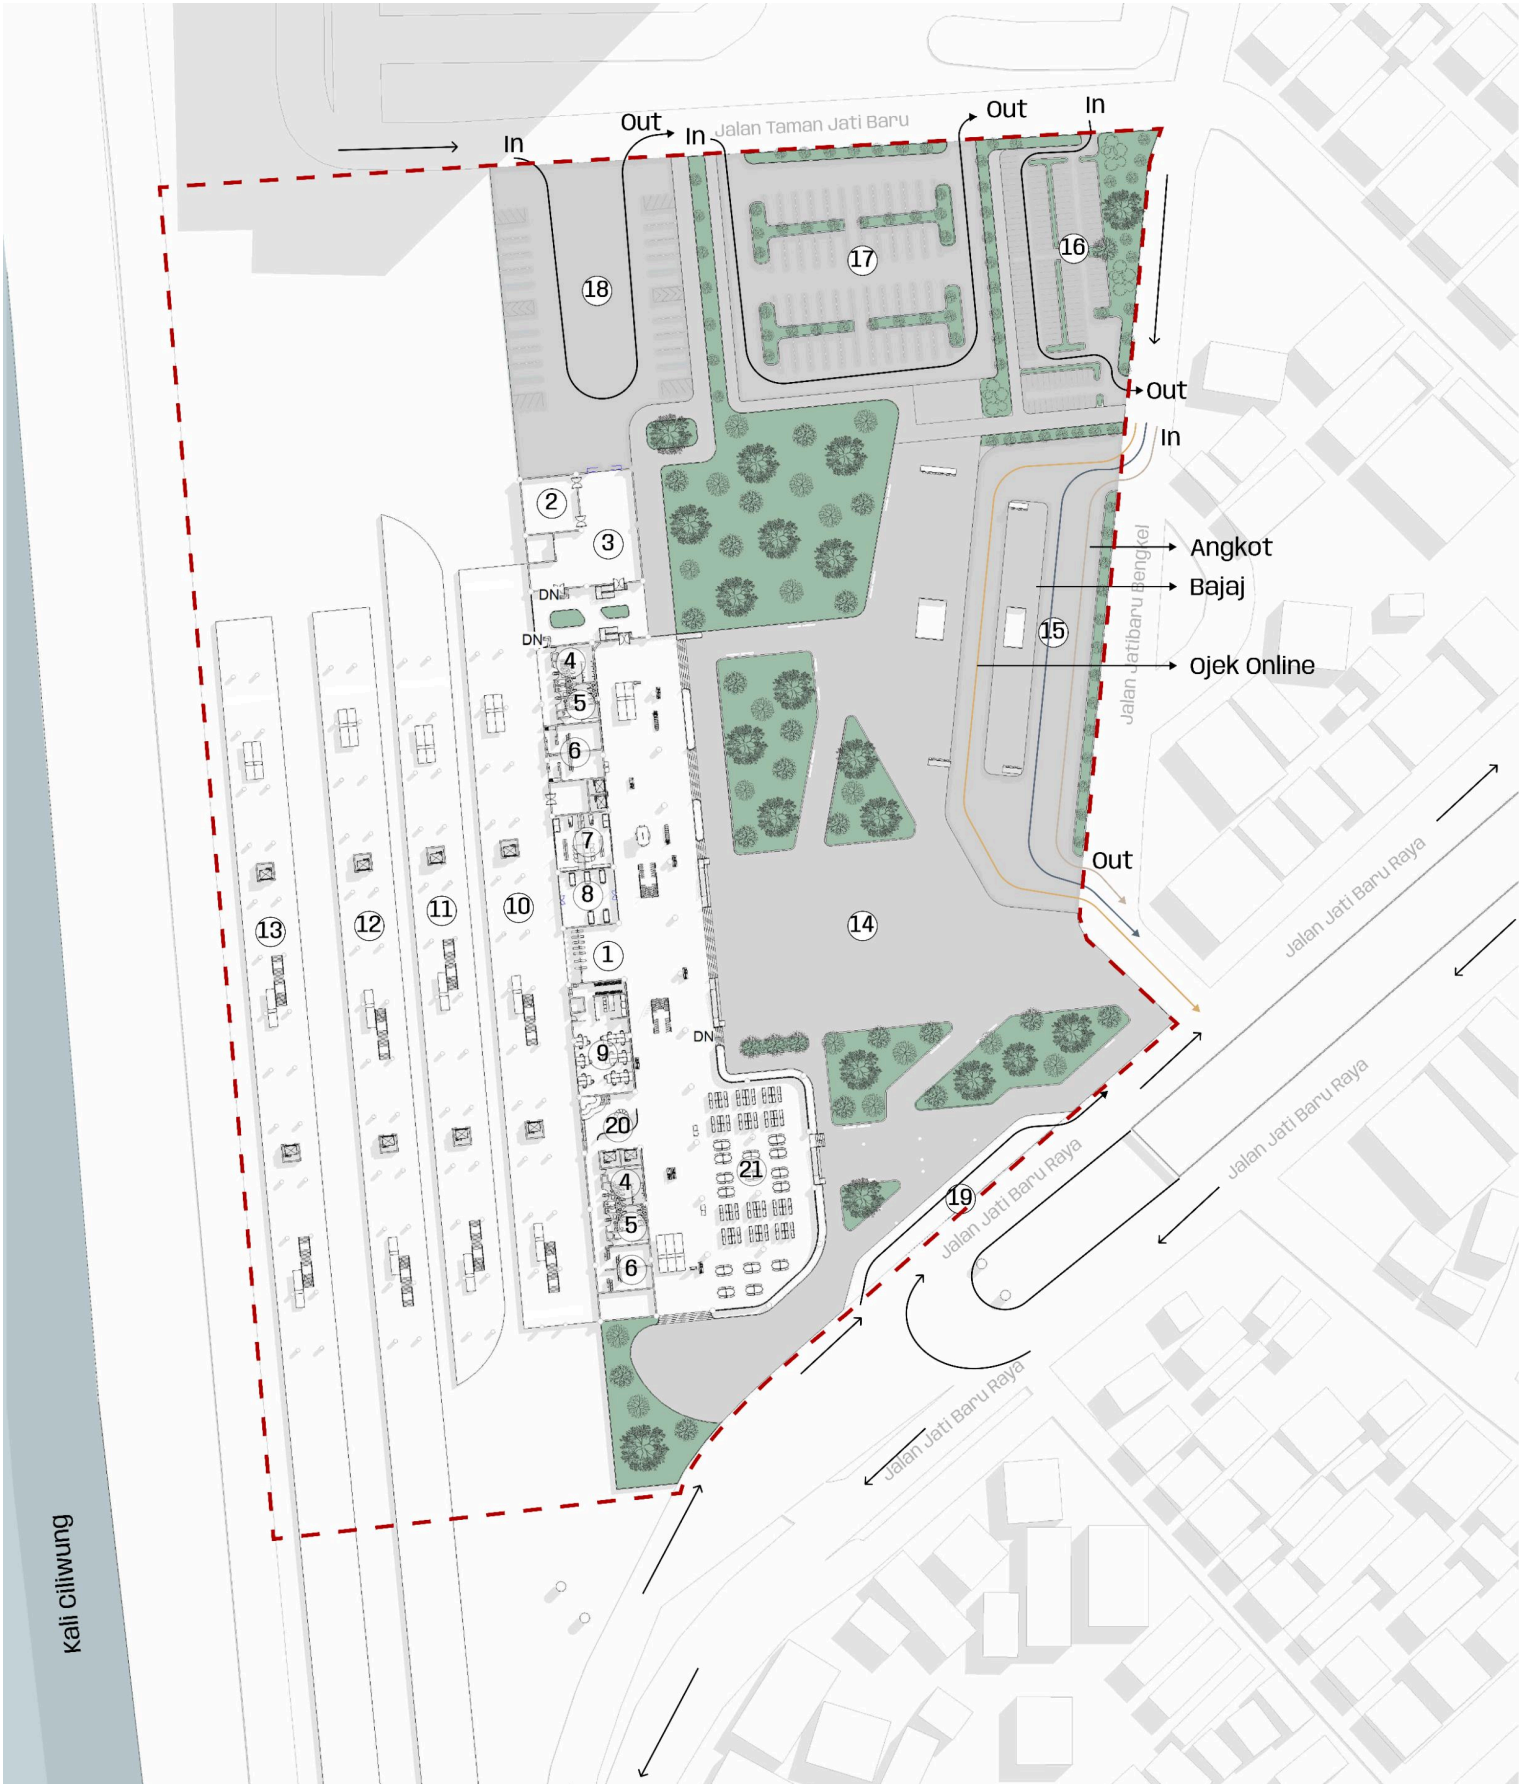 In
Out
In
Jalan Taman Jati Baru
Out
In
16
17
18
Out
In
2
3
Angkot
Bajaj
15
Ojek Online
Jalan Jatibaru Bengkel
DN
DN
4
5
6
7
8
Out
10
11
12
13
1
14
Jalan Jati Baru Raya
DN
9
20
21
4
5
6
19
Jalan Jati Baru Raya
Jalan Jati Baru Raya
Jalan Jati Baru Raya
Kali Ciliwung